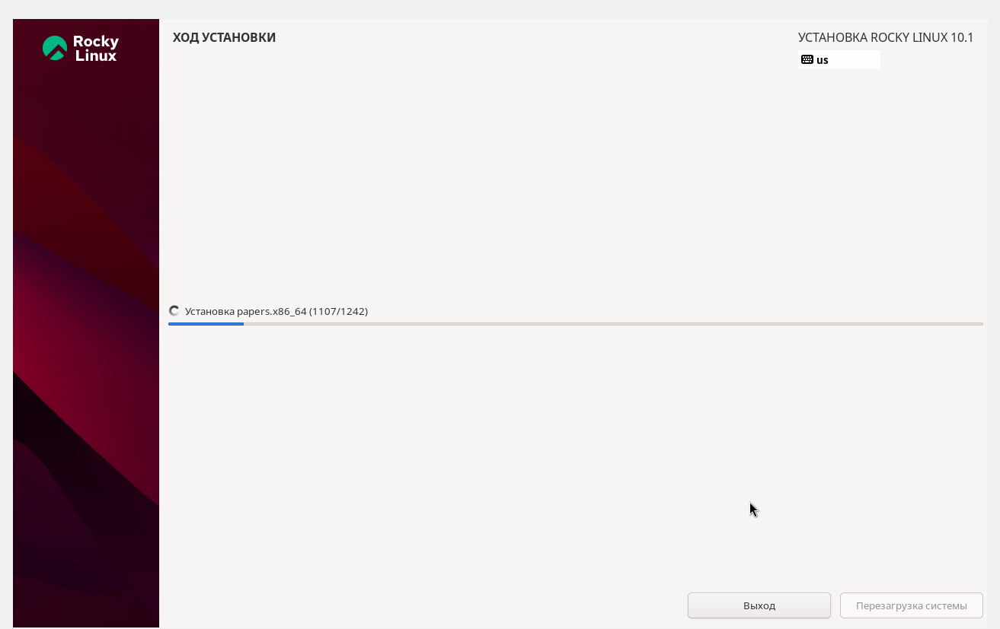 Rocky
Linux
ХОД УСТАНОВКИ
УСТАНОВКА ROCKY LINUX 10.1
us
Установка papers.x86_64 (1107/1242)
Выход
Перезагрузка системы